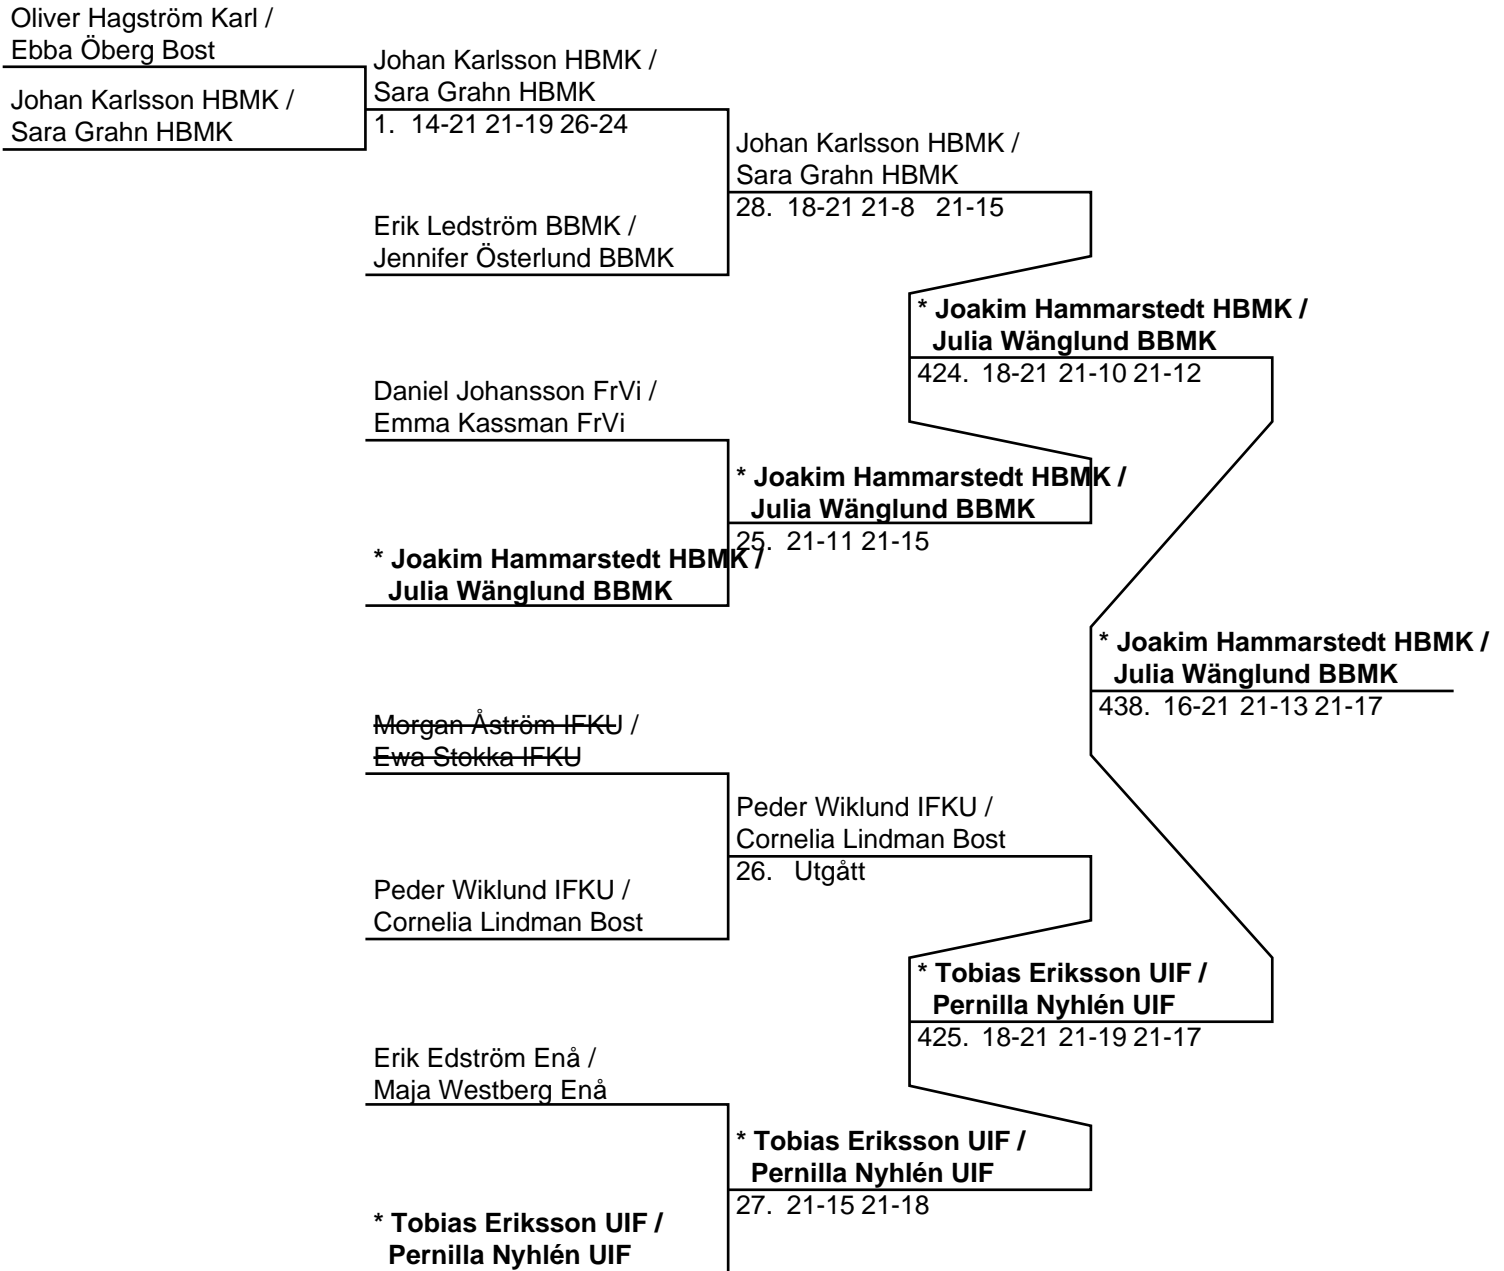 Oliver Hagström Karl /
Ebba Öberg Bost
Johan Karlsson HBMK /
Sara Grahn HBMK
Johan Karlsson HBMK /
Sara Grahn HBMK
1. 14-21 21-19 26-24
Erik Ledström BBMK /
Jennifer Österlund BBMK
Johan Karlsson HBMK /
Sara Grahn HBMK
28. 18-21 21-8 21-15
Daniel Johansson FrVi /
Emma Kassman FrVi
* Joakim Hammarstedt HBMK /
Julia Wänglund BBMK
* Joakim Hammarstedt HBMK /
Julia Wänglund BBMK
25. 21-11 21-15
* Joakim Hammarstedt HBMK /
Julia Wänglund BBMK
424. 18-21 21-10 21-12
Morgan Åström IFKU /
Ewa Stokka IFKU
Peder Wiklund IFKU /
Cornelia Lindman Bost
Peder Wiklund IFKU /
Cornelia Lindman Bost
26. Utgått
Erik Edström Enå /
Maja Westberg Enå
* Tobias Eriksson UIF /
Pernilla Nyhlén UIF
* Tobias Eriksson UIF /
Pernilla Nyhlén UIF
27. 21-15 21-18
* Tobias Eriksson UIF /
Pernilla Nyhlén UIF
425. 18-21 21-19 21-17
* Joakim Hammarstedt HBMK /
Julia Wänglund BBMK
438. 16-21 21-13 21-17